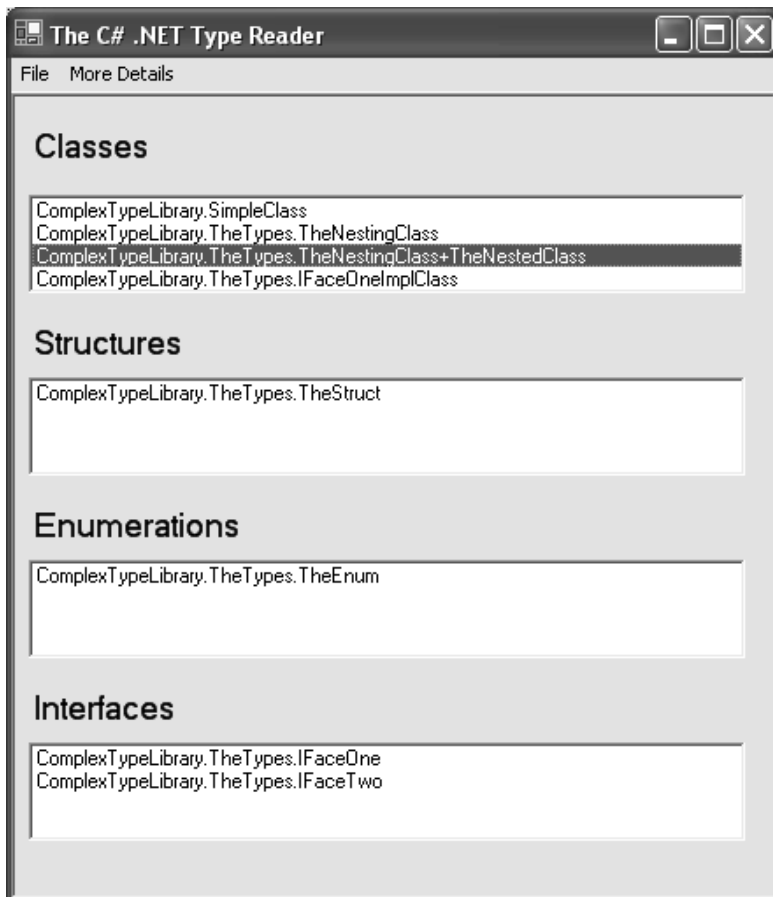 The C# .NET Type Reader
File More Details
Classes
ComplexTypeLibrary.SimpleClass
ComplexTypeLibrary.TheTypes.TheNestingClass
ComplexTypeLibrary.TheTypes.TheNestingClass+TheNestedClass
ComplexTypeLibrary.TheTypes.IFaceOneImplClass
Structures
ComplexTypeLibrary.TheTypes.TheStruct
Enumerations
ComplexTypeLibrary.TheTypes.TheEnum
Interfaces
ComplexTypeLibrary.TheTypes.IFaceOne
ComplexTypeLibrary.TheTypes.IFaceTwo